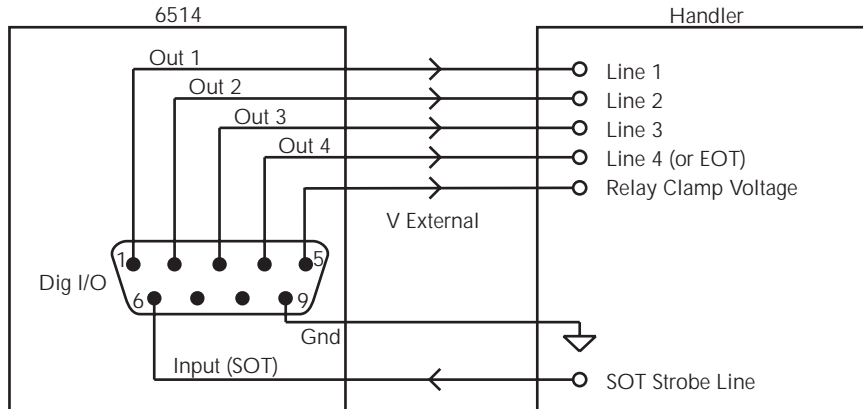 6514
Handler
Out 1
Line 1
Out 2
Line 2
Out 3
Line 3
Out 4
Line 4 (or EOT)
Relay Clamp Voltage
V External
1
5
Dig I/O
6
9
Gnd
Input (SOT)
SOT Strobe Line